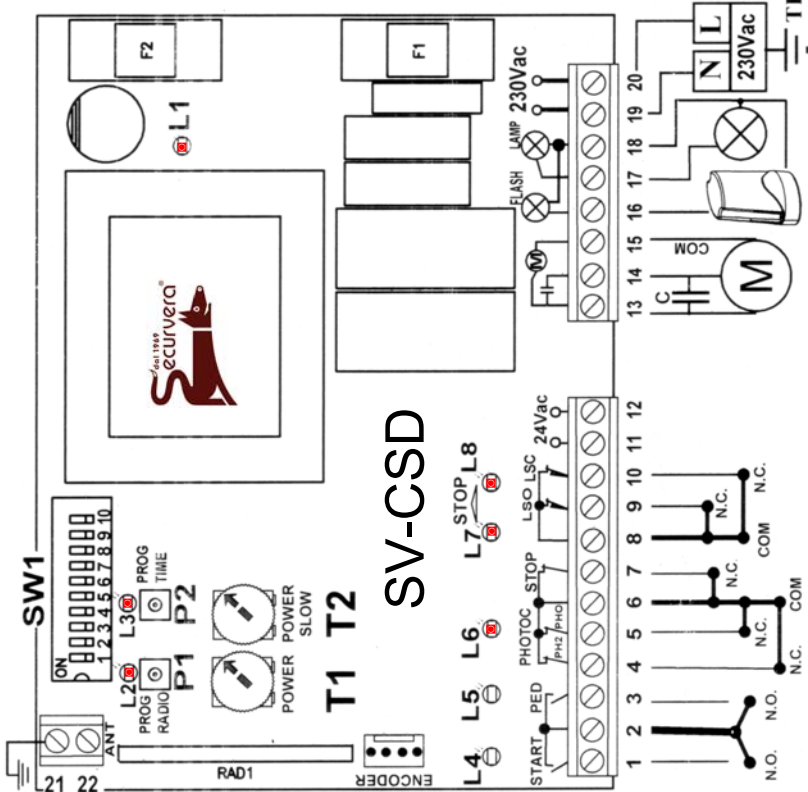 F2
F1
L1
230Vac
LAMP
FLASH
M
20
19
18
17
16
15
14
13
L
N
230Vac
COM
C
M
dal 1969
ecurvera®
SW1
ON
1 2 3 4 5 6 7 8 9 10
L2
L3
PROG
RADIO
P1
PROG
TIME
P2
POWER
POWER
SLOW
T1
T2
SV-CSD
ANT
21
22
RAD1
ENCODER
L4
L5
L6
L7
STOP
L8
START
PED
PHOTOC
PH2
PHO
STOP
LSO
LSC
24Vac
1
2
3
4
5
6
7
8
9
10
11
12
N.O.
N.O.
N.C.
N.C.
N.C.
COM
COM
N.C.
N.C.